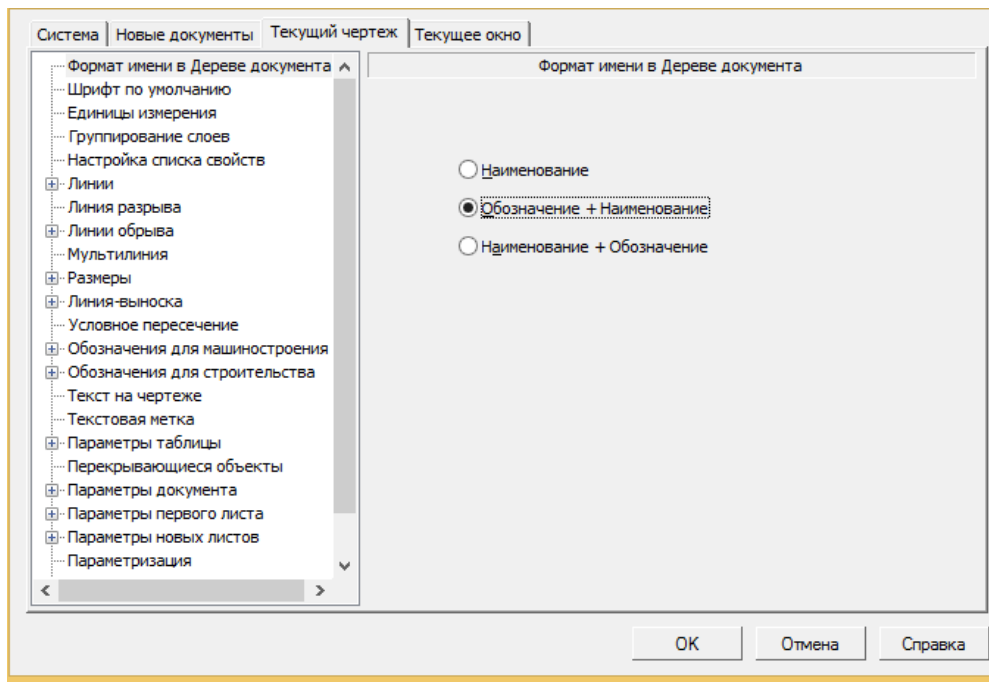 Система Новые документы Текущий чертеж Текущее окно
Формат имени в Дереве документа
Шрифт по умолчанию
Единицы измерения
Группирование слоев
Настройка списка свойств
Линии
Линия разрыва
Линии обрыва
Мультилиния
Размеры
Линия-выноска
Условное пересечение
Обозначения для машиностроения
Обозначения для строительства
Текст на чертеже
Текстовая метка
Параметры таблицы
Перекрывающиеся объекты
Параметры документа
Параметры первого листа
Параметры новых листов
Параметризация
Формат имени в Дереве документа
Наименование
Обозначение + Наименование
Наименование + Обозначение
OK Отмена Справка